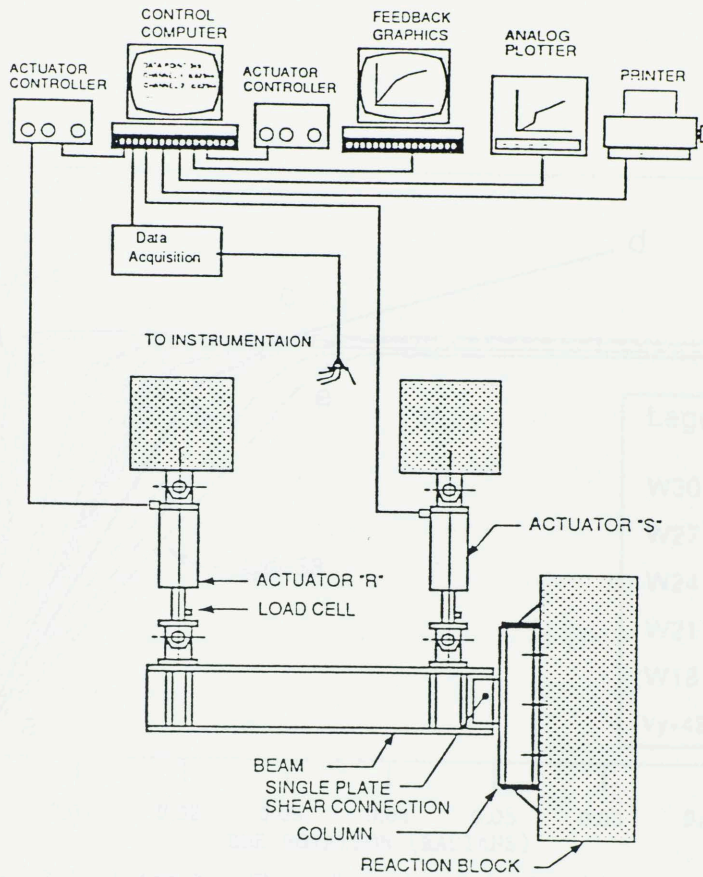 CONTROL
COMPUTER
FEEDBACK
GRAPHICS
ANALOG
PLOTTER
ACTUATOR
CONTROLLER
ACTUATOR
CONTROLLER
PRINTER
Data
Acquisition
TO INSTRUMENTAION
ACTUATOR "S"
ACTUATOR "R"
LOAD CELL
BEAM
SINGLE PLATE
SHEAR CONNECTION
COLUMN
REACTION BLOCK